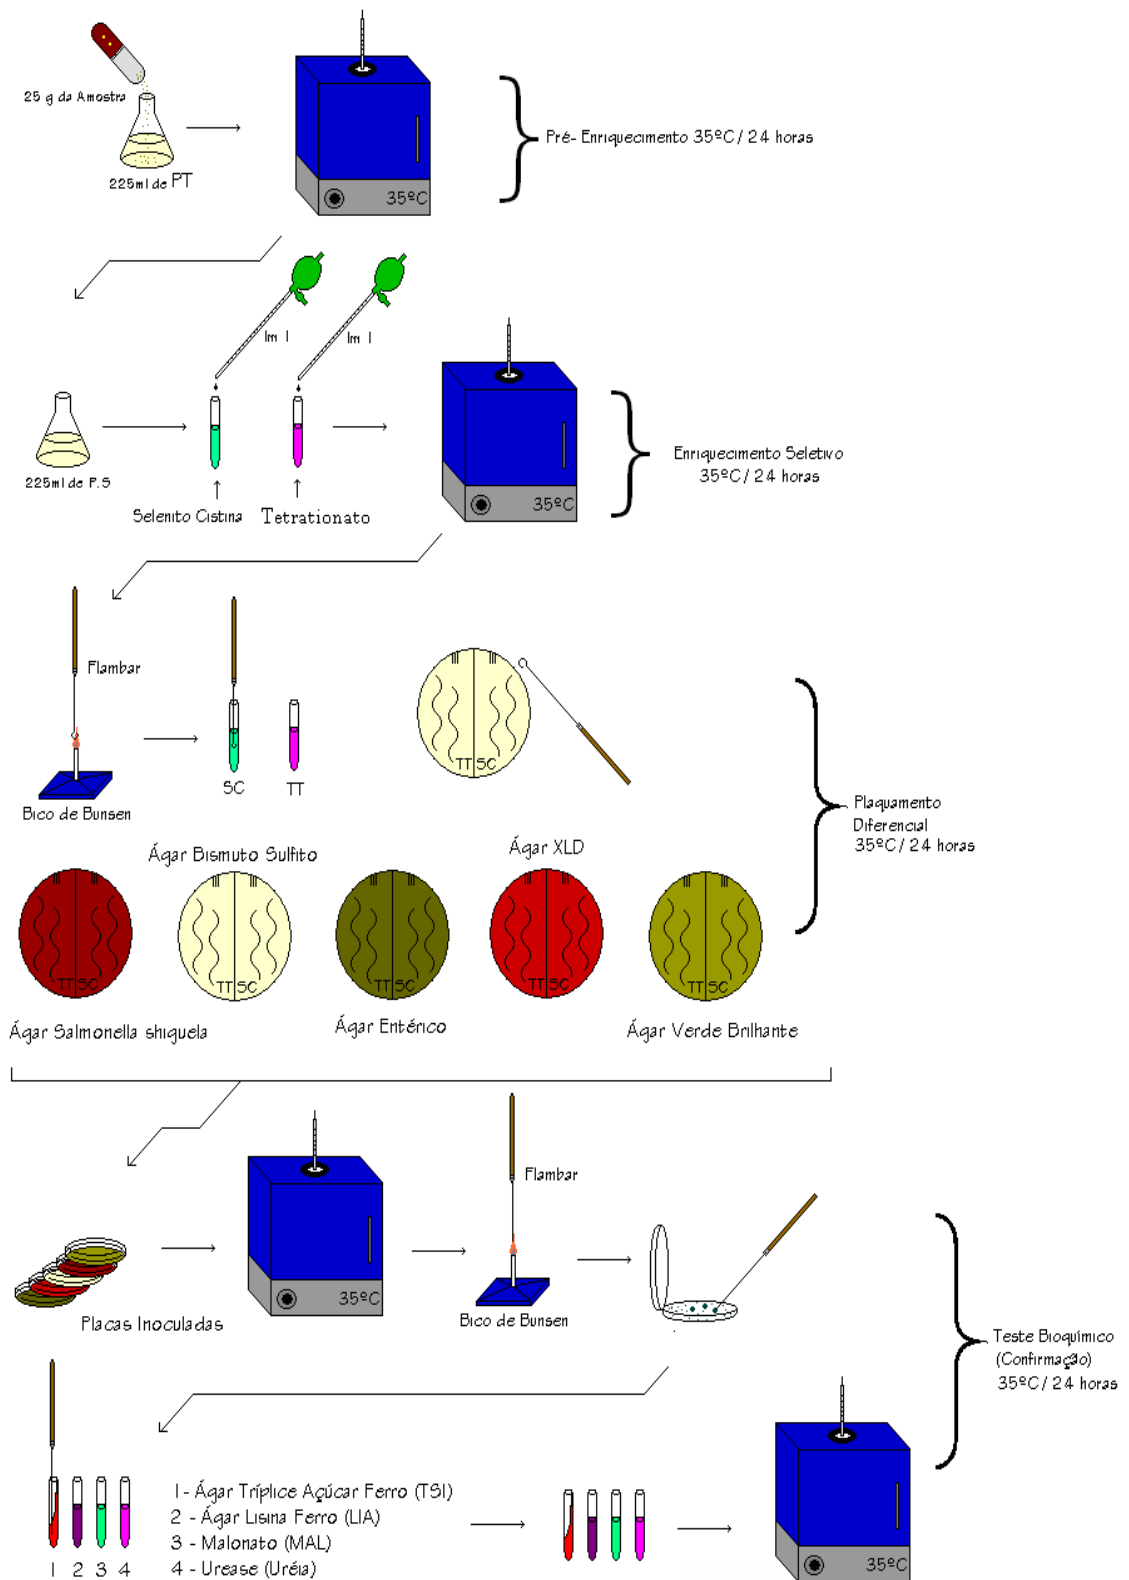 25 g da Amostra
225ml de PT
35ºC
Pré- Enriquecimento 35ºC/ 24 horas
1m l
1m l
225ml de P.S
Selenito Cistina
Tetrationato
35ºC
Enriquecimento Seletivo
35ºC/ 24 horas
Flambar
Bico de Bunsen
SC
TT
TT SC
Plaquamento
Diferencial
35ºC/ 24 horas
Ágar Bismuto Sulfito
Ágar XLD
TT SC
TT SC
TT SC
TT SC
TT SC
Ágar Salmonella shiguela
Ágar Entérico
Ágar Verde Brilhante
Placas Inoculadas
35ºC
Flambar
Bico de Bunsen
Teste Bioquímico
(Confirmação)
35ºC/ 24 horas
1 2 3 4
1 - Ágar Tríplice Açúcar Ferro (TSI)
2 - Ágar Lisina Ferro (LIA)
3 - Malonato (MAL)
4 - Urease (Uréia)
35ºC